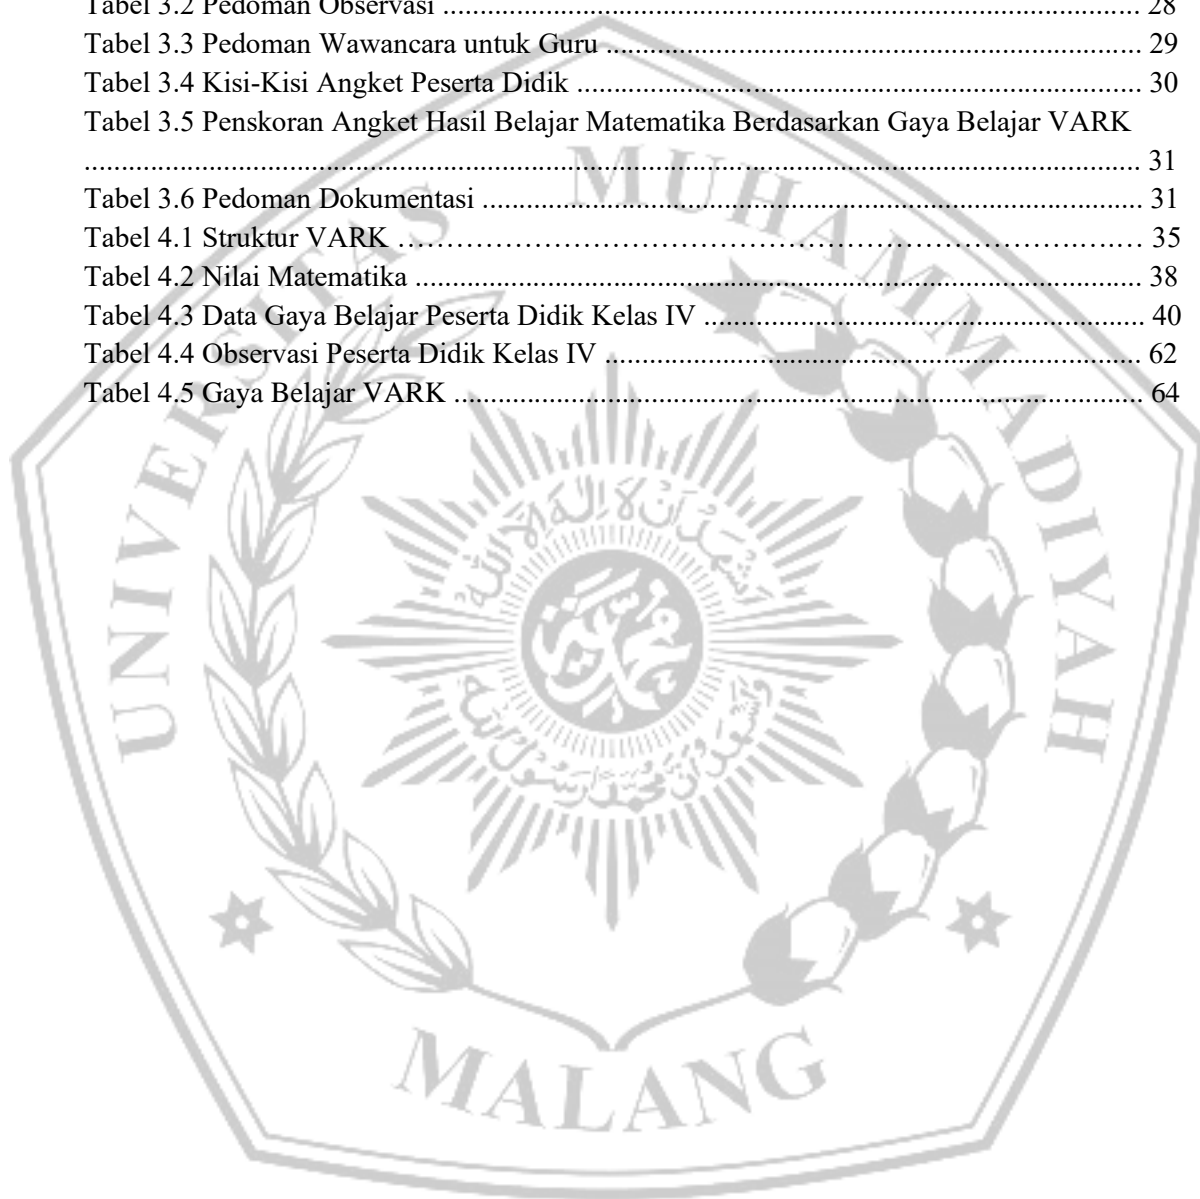 Tabel 3.2 Pedoman Observasi .......................................................................................... 28
Tabel 3.3 Pedoman Wawancara untuk Guru ..................................................................... 29
Tabel 3.4 Kisi-Kisi Angket Peserta Didik ......................................................................... 30
Tabel 3.5 Penskoran Angket Hasil Belajar Matematika Berdasarkan Gaya Belajar VARK
......................................................................................................................................... 31
Tabel 3.6 Pedoman Dokumentasi ..................................................................................... 31
Tabel 4.1 Struktur VARK ……………………………………………………………………… 35
Tabel 4.2 Nilai Matematika .............................................................................................. 38
Tabel 4.3 Data Gaya Belajar Peserta Didik Kelas IV ......................................................... 40
Tabel 4.4 Observasi Peserta Didik Kelas IV ..................................................................... 62
Tabel 4.5 Gaya Belajar VARK ......................................................................................... 64
UNIVERSITAS MUHAMMADIYAH
MALANG